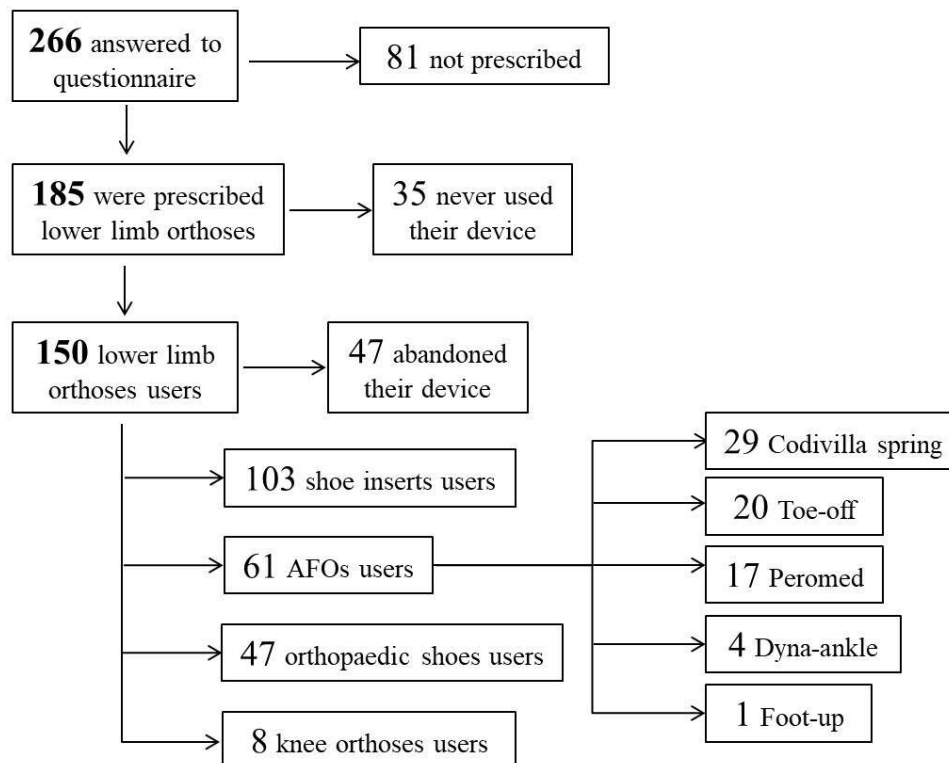 266 answered to
questionnaire
81 not prescribed
185 were prescribed
lower limb orthoses
35 never used
their device
150 lower limb
orthoses users
47 abandoned
their device
103 shoe inserts users
61 AFOs users
47 orthopaedic shoes users
8 knee orthoses users
29 Codivilla spring
20 Toe-off
17 Peromed
4 Dyna-ankle
1 Foot-up